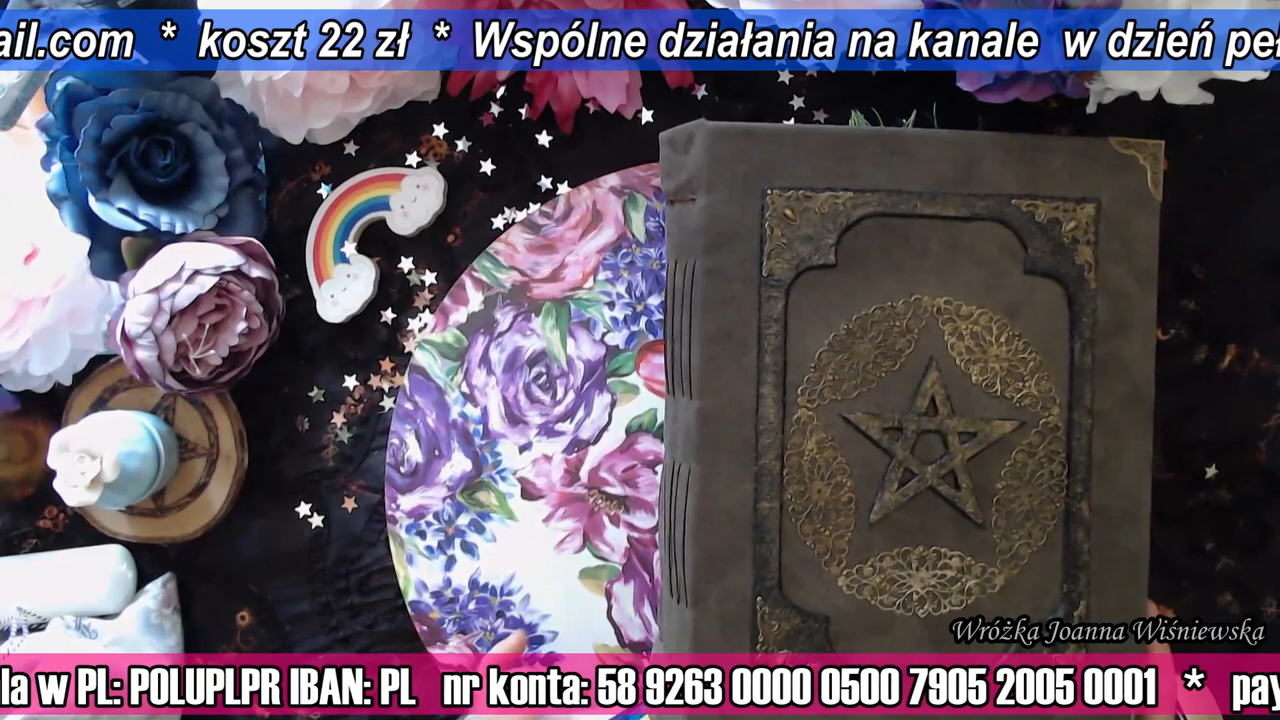 ail.com * koszt 22 zł * Wspólne działania na kanale w dzień peł
Wróżka Joanna Wiśniewska
la w PL: POLUPLPR IBAN: PL nr konta: 58 9263 0000 0500 7905 2005 0001 * pay